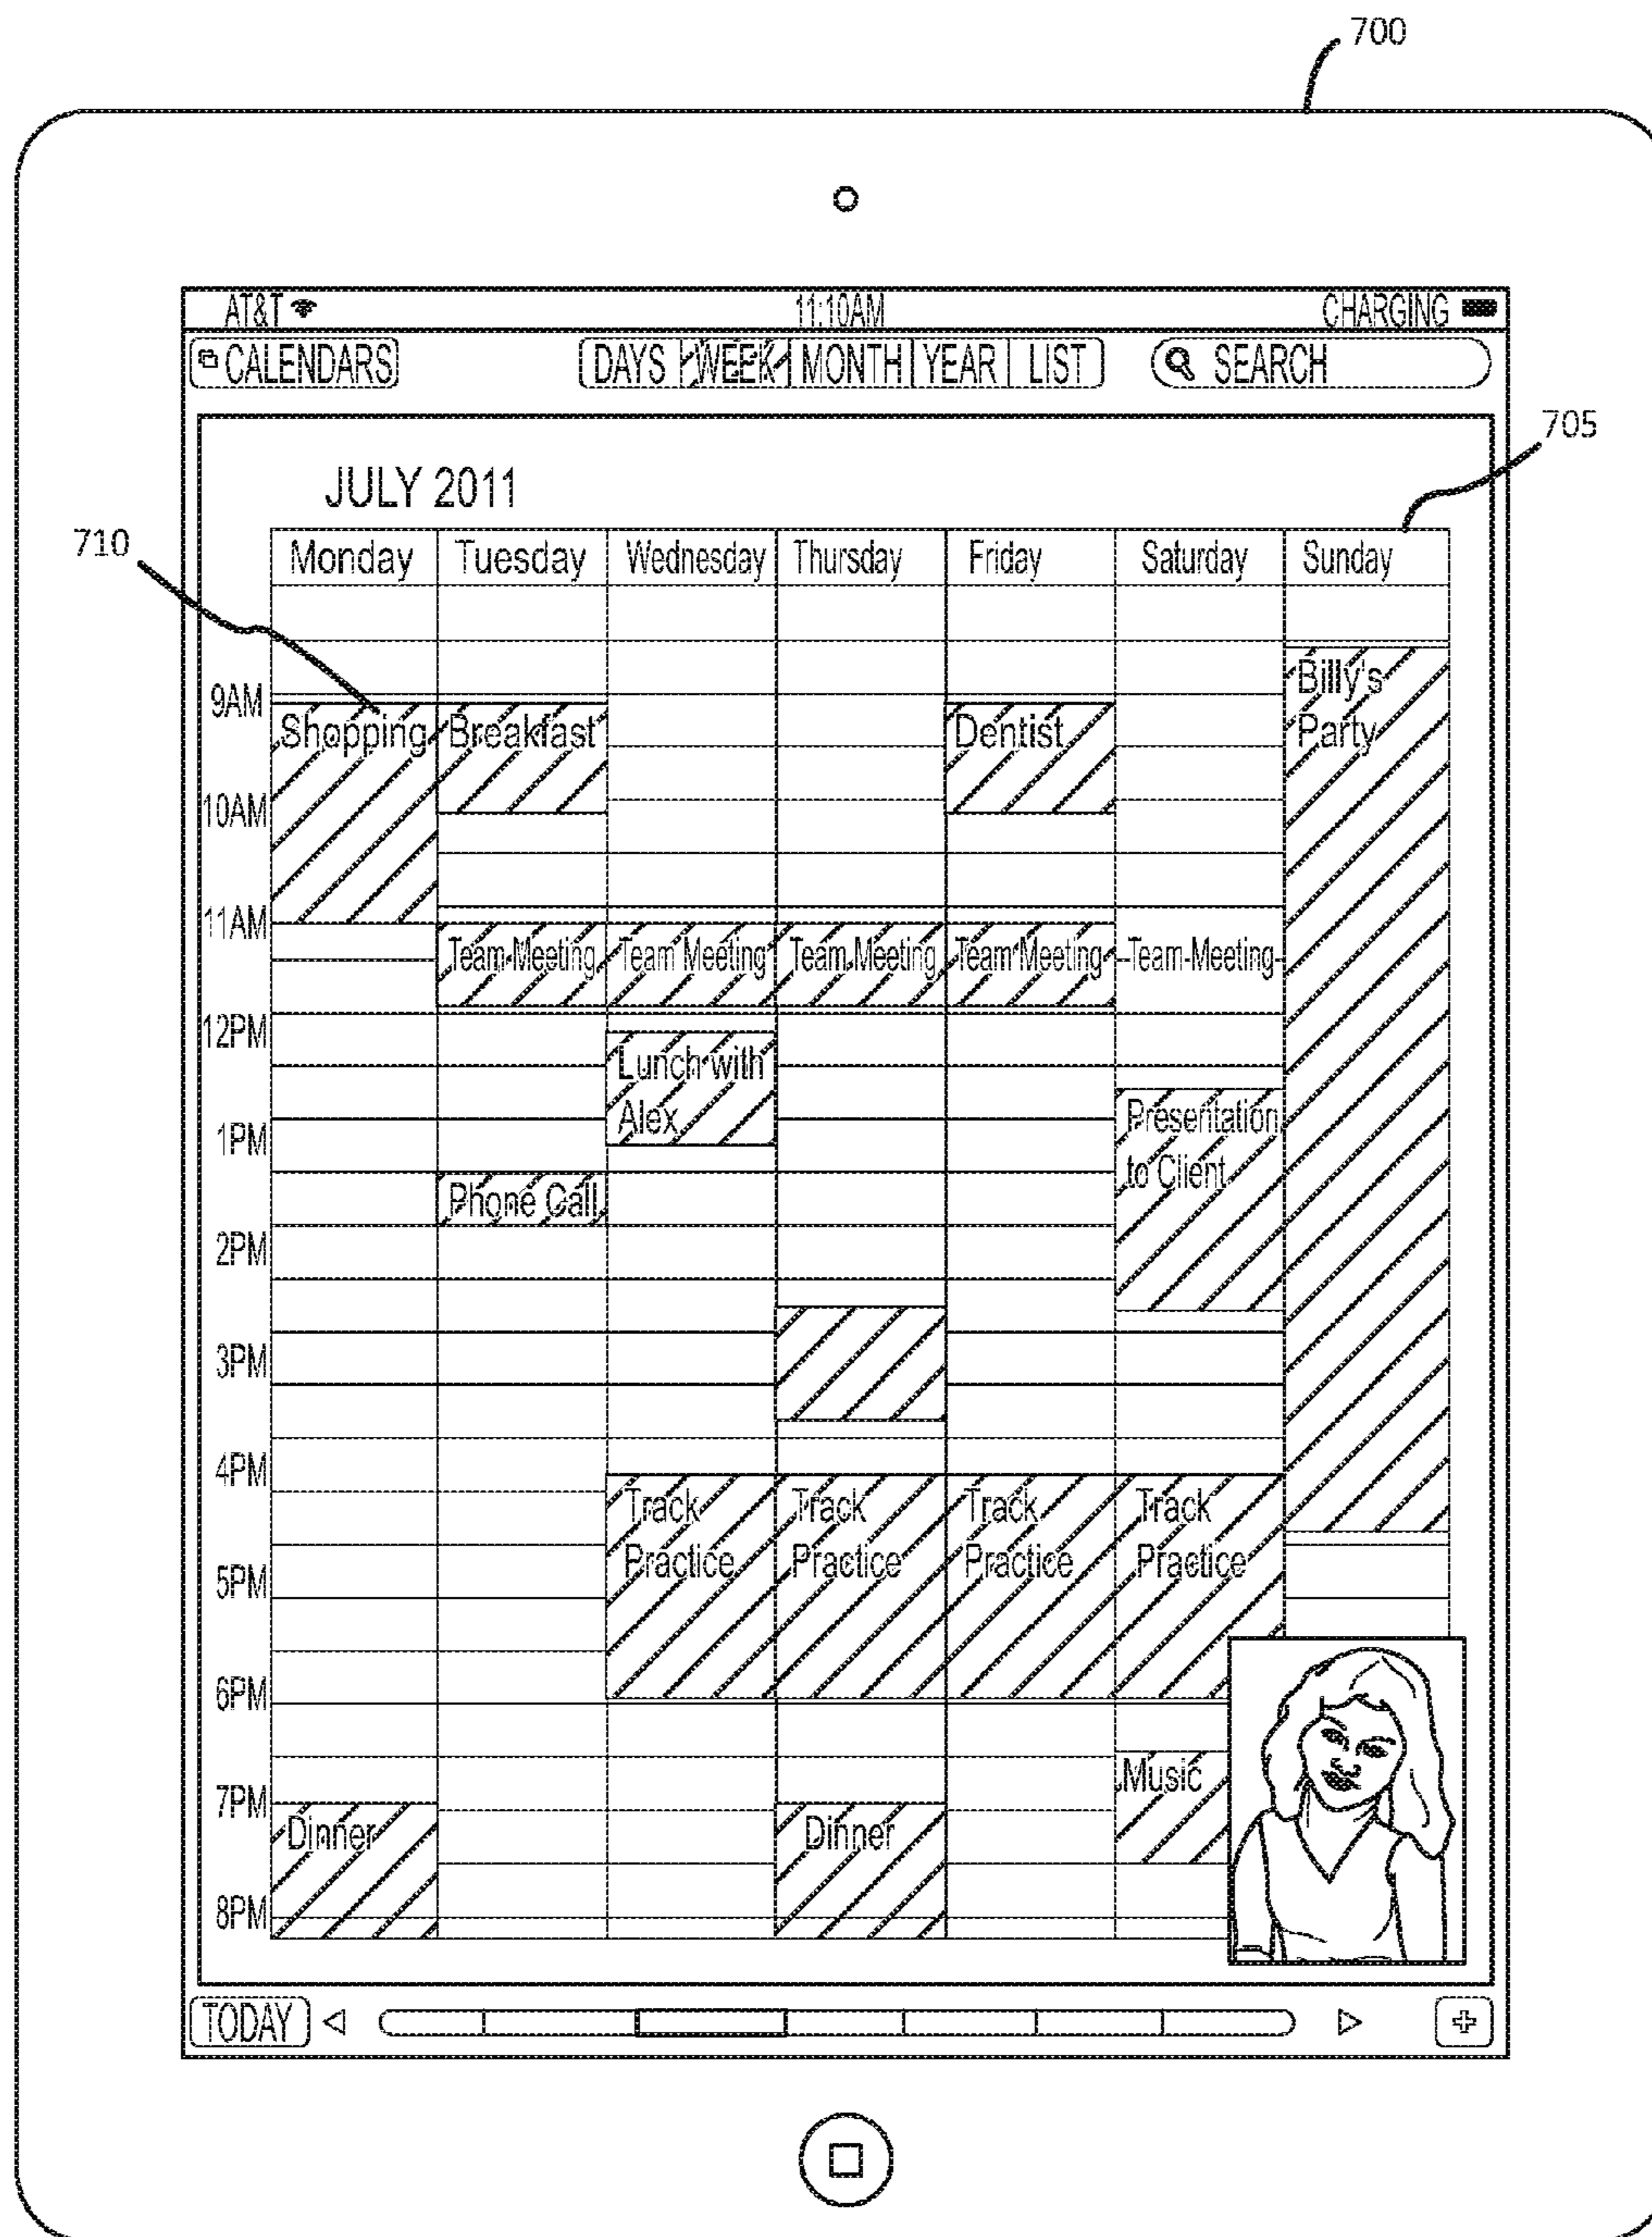 700
AT&T 11:10AM CHARGING
CALENDARS DAYS WEEK MONTH YEAR LIST SEARCH
705
JULY 2011
710
Monday Tuesday Wednesday Thursday Friday Saturday Sunday
Billy's
9AM
Shopping Breakfast Dentist Party
10AM
11AM
Team Meeting Team Meeting Team Meeting Team Meeting Team Meeting
12PM
Lunch with
Alex Presentation
1PM
to Client
Phone Call
2PM
3PM
4PM
Track Track Track Track
Practice Practice Practice Practice
5PM
6PM
Music
7PM
Dinner Dinner
8PM
TODAY